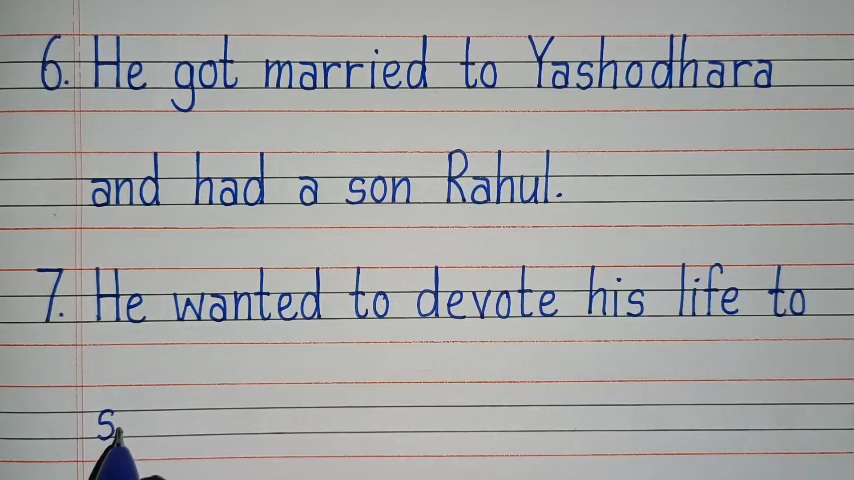 6. He got married to Yashodhara
and had a son Rahul.
7. He wanted to devote his life to
s